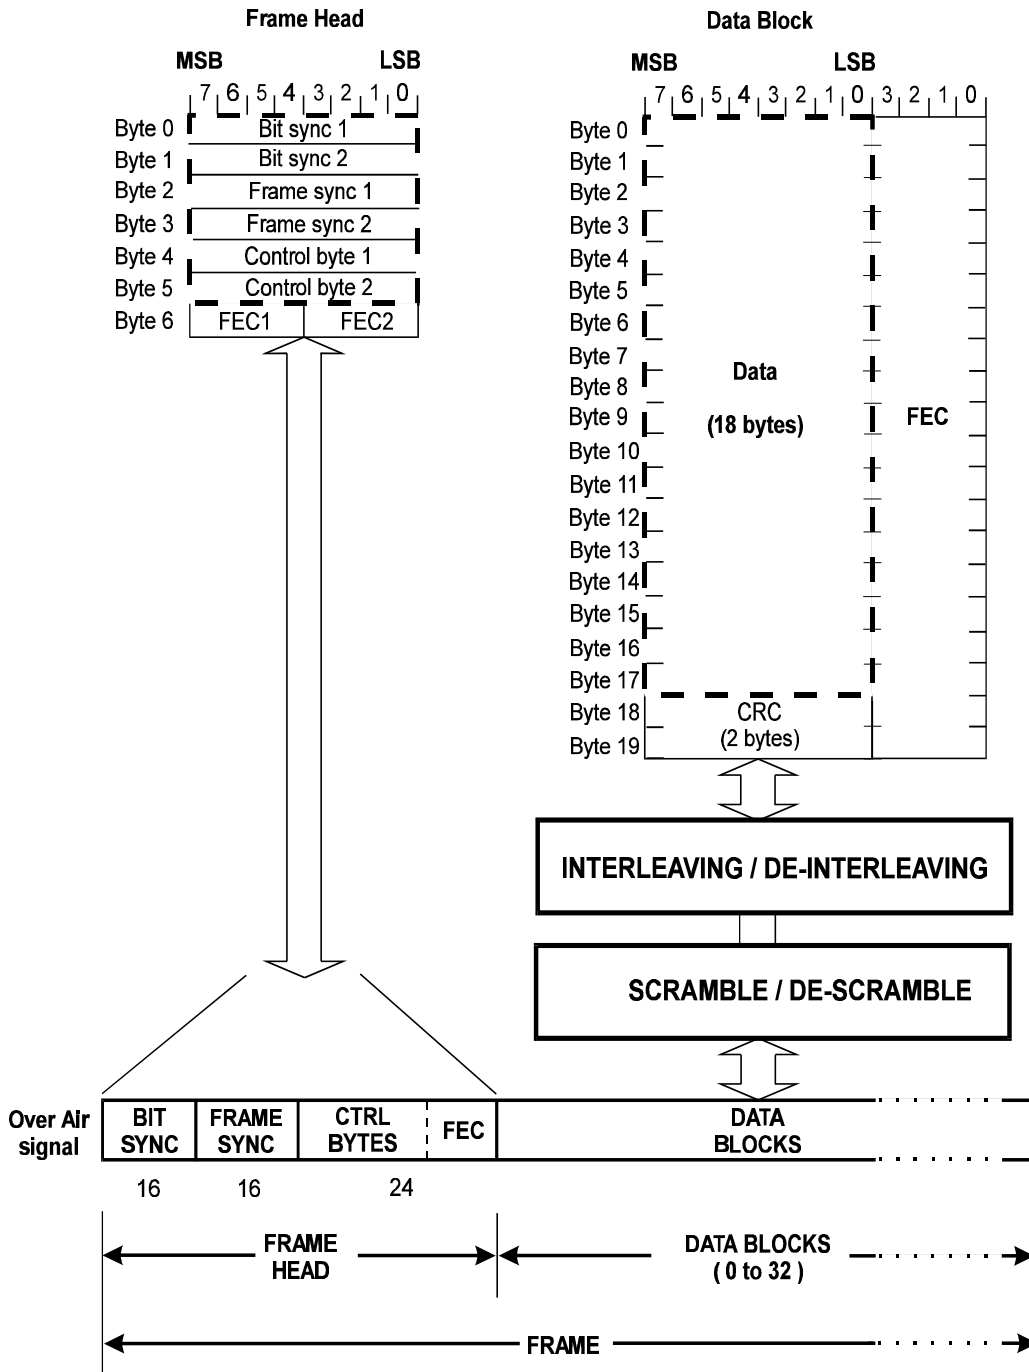 Frame Head
MSB LSB
7 6 5 4 3 2 1 0
Byte 0 Bit sync 1
Byte 1 Bit sync 2
Byte 2 Frame sync 1
Byte 3 Frame sync 2
Byte 4 Control byte 1
Byte 5 Control byte 2
Byte 6 FEC1 FEC2
Data Block
MSB LSB
7 6 5 4 3 2 1 0 3 2 1 0
Byte 0
Byte 1
Byte 2
Byte 3
Byte 4
Byte 5
Byte 6
Byte 7
Byte 8
Byte 9
Byte 10
Byte 11
Byte 12
Byte 13
Byte 14
Byte 15
Byte 16
Byte 17
Byte 18
Byte 19
Data
(18 bytes)
FEC
CRC
(2 bytes)
INTERLEAVING / DE-INTERLEAVING
SCRAMBLE / DE-SCRAMBLE
Over Air
signal
BIT
SYNC
FRAME
SYNC
CTRL
BYTES
FEC
DATA
BLOCKS
16 16 24
FRAME
HEAD
DATA BLOCKS
( 0 to 32 )
FRAME